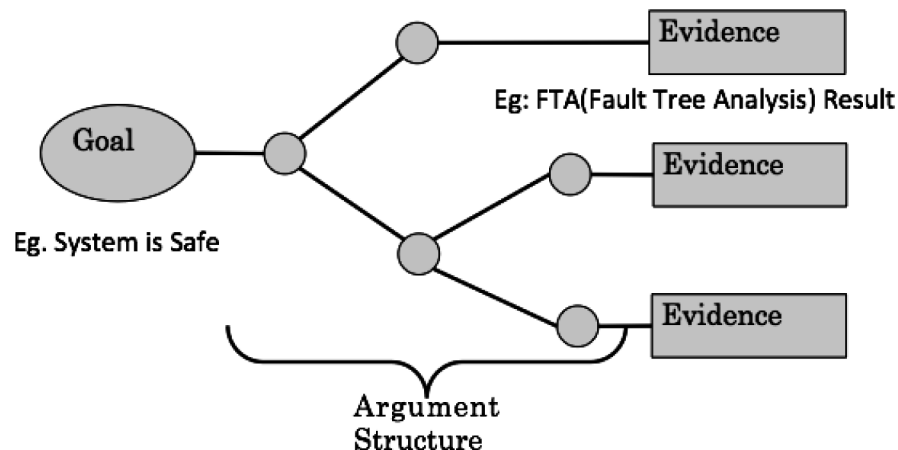 Evidence
Eg: FTA(Fault Tree Analysis) Result
Goal
Evidence
Eg. System is Safe
Evidence
Argument
Structure